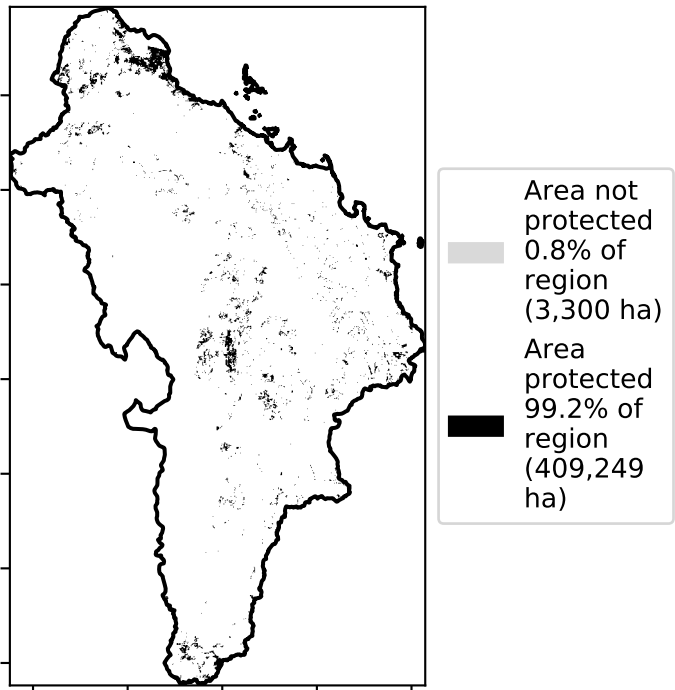 Area not
protected
0.8% of
region
(3,300 ha)
Area
protected
99.2% of
region
(409,249
ha)